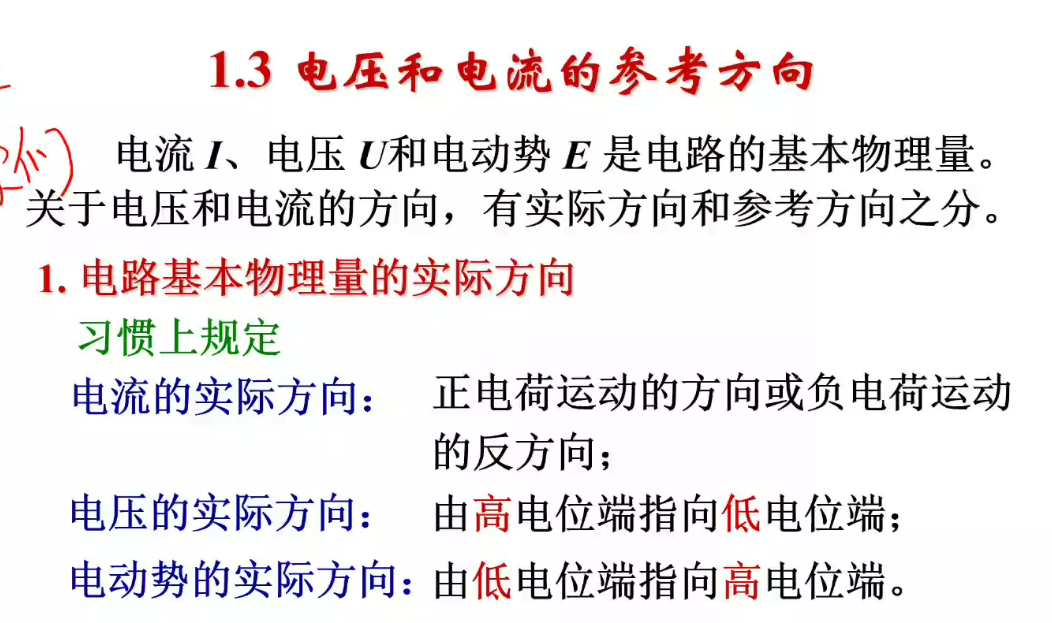 1.3 电压和电流的参考方向
电流 I、电压 U和电动势 E 是电路的基本物理量。
关于电压和电流的方向，有实际方向和参考方向之分。
1. 电路基本物理量的实际方向
习惯上规定
电流的实际方向： 正电荷运动的方向或负电荷运动
的反方向；
电压的实际方向： 由高电位端指向低电位端；
电动势的实际方向：由低电位端指向高电位端。